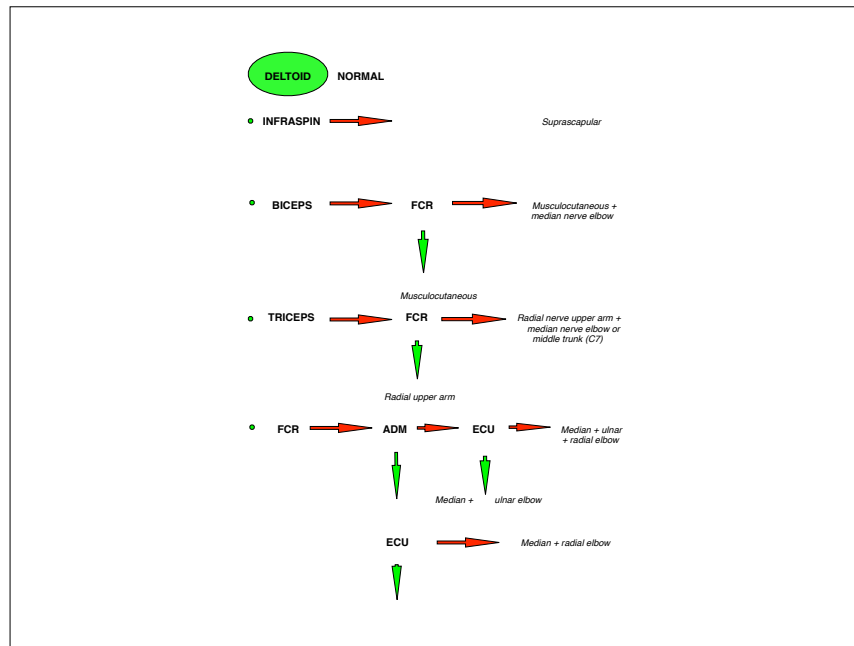 DELTOID NORMAL
INFRASPIN Suprascapular
BICEPS FCR Musculocutaneous +
median nerve elbow
Musculocutaneous
TRICEPS FCR Radial nerve upper arm +
median nerve elbow or
middle trunk (C7)
Radial upper arm
FCR ADM ECU Median + ulnar
+ radial elbow
Median + ulnar elbow
ECU Median + radial elbow